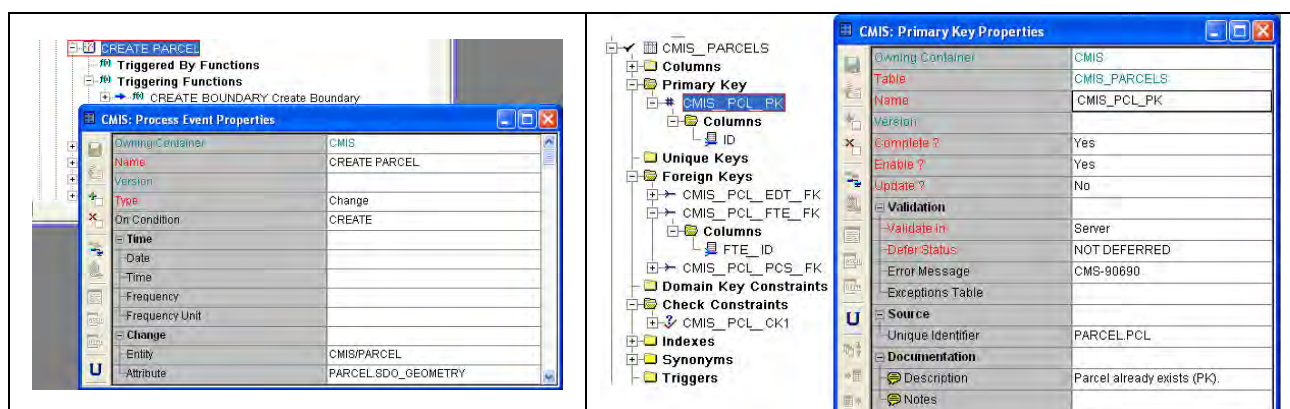 CREATE PARCEL
Triggered By Functions
Triggering Functions
CREATE BOUNDARY Create Boundary
CMIS: Process Event Properties
Owning Container CMIS
Name CREATE PARCEL
Version
Type Change
On Condition CREATE
Time
Date
Time
Frequency
Frequency Unit
Change
Entity CMIS/PARCEL
Attribute PARCEL.SDO_GEOMETRY
U
CMIS_PARCELS
Columns
Primary Key
CMIS_PCL_PK
Columns
ID
Unique Keys
Foreign Keys
CMIS_PCL_EDT_FK
CMIS_PCL_FTE_FK
Columns
FTE_ID
CMIS_PCL_PCS_FK
Domain Key Constraints
Check Constraints
CMIS_PCL_CK1
Indexes
Synonyms
Triggers
CMIS: Primary Key Properties
Owning Container CMIS
Table CMIS_PARCELS
Name CMIS_PCL_PK
Version
Complete ? Yes
Enable ? Yes
Update ? No
Validation
Validate in Server
Defer Status NOT DEFERRED
Error Message CMS-90690
Exceptions Table
Source
Unique Identifier PARCEL.PCL
Documentation
Description Parcel already exists (PK).
Notes
U